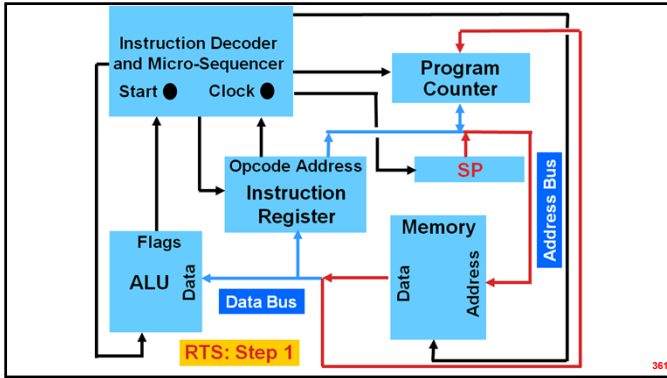 Instruction Decoder
and Micro-Sequencer
Start Clock
Program
Counter
Opcode Address
Instruction
Register
SP
Address Bus
Memory
Data
Address
Flags
ALU
Data
Data Bus
RTS: Step 1
361